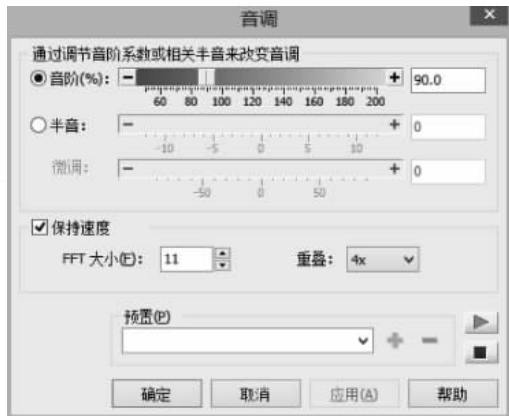 音调
通过调节音阶系数或相关半音来改变音调
音阶(%): 90.0
60 80 100 120 140 160 180 200
半音: 0
-10 -5 0 5 10
微调: 0
-50 0 50
保持速度
FFT 大小(F): 11 重叠: 4x
预置(P)
确定 取消 应用(A) 帮助